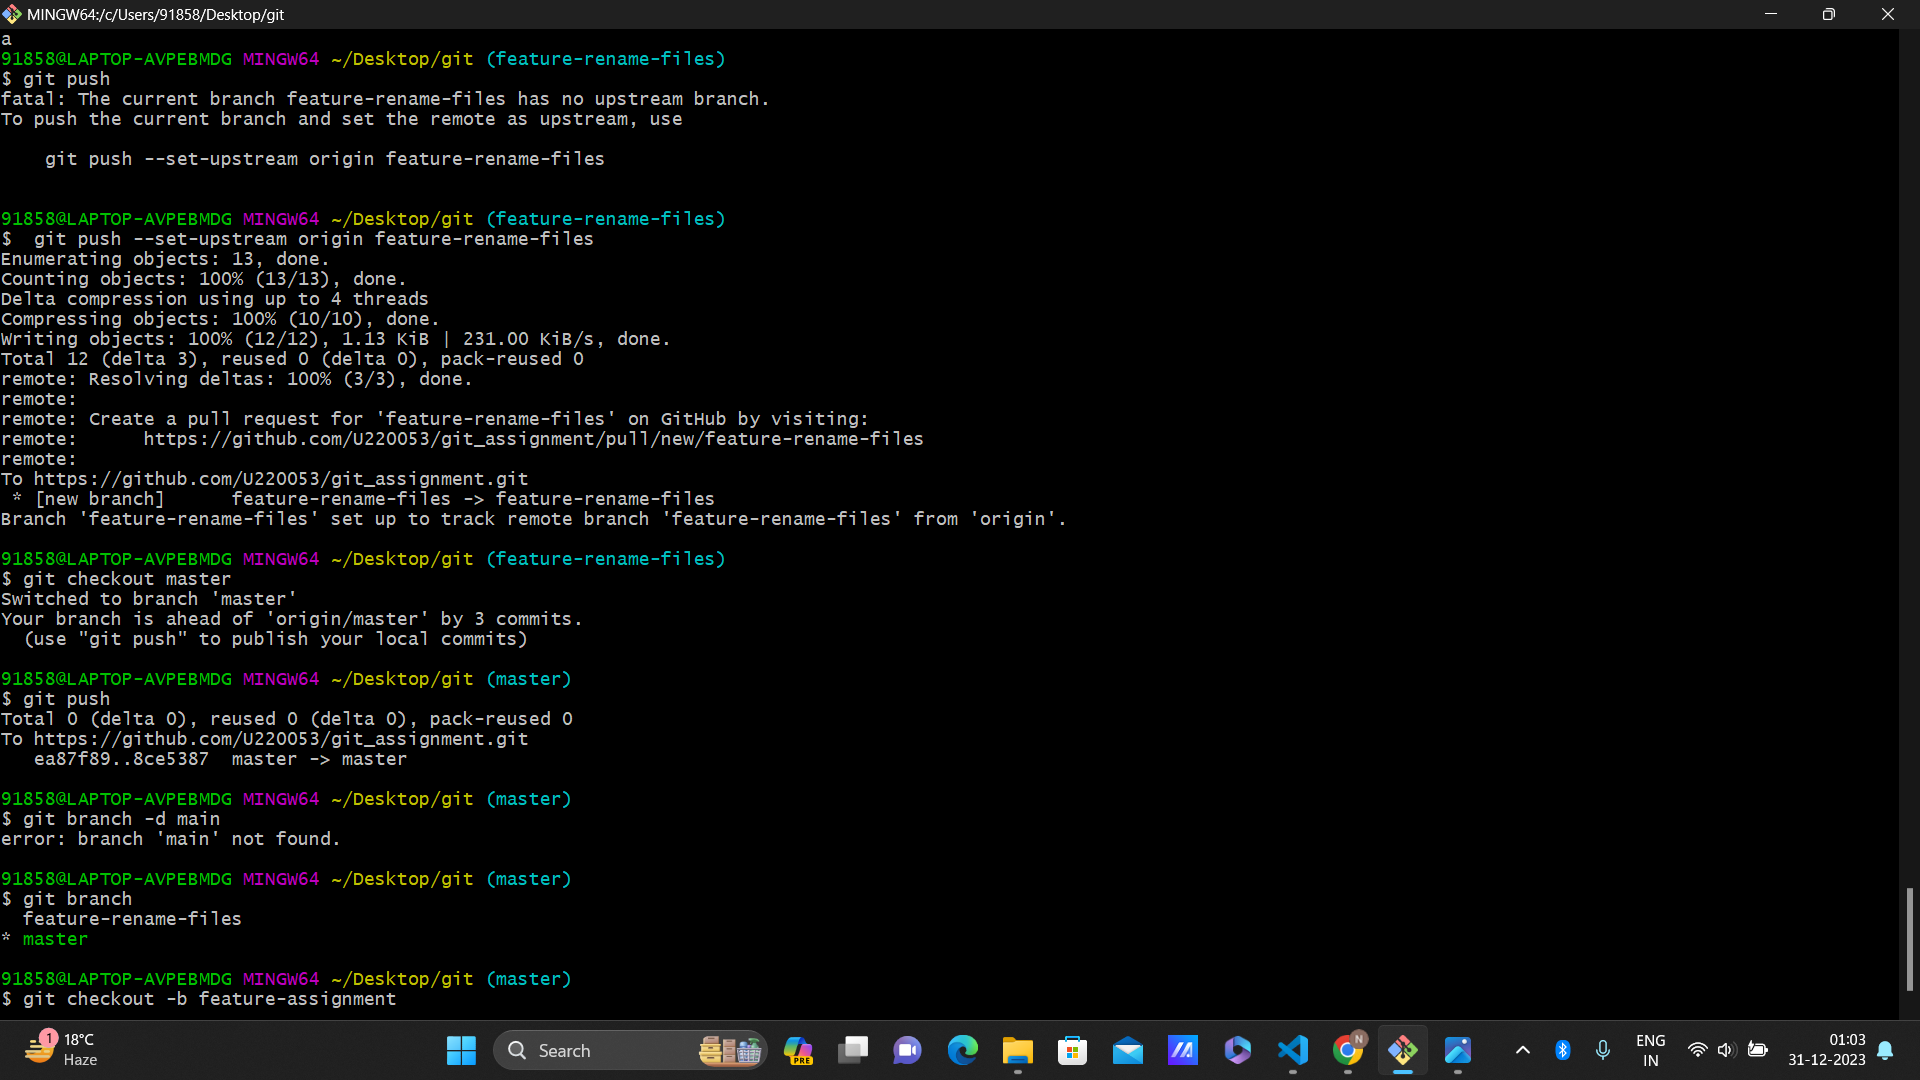 MINGW64:/c/Users/91858/Desktop/git
a
91858@LAPTOP-AVPEBMDG MINGW64 ~/Desktop/git (feature-rename-files)
$ git push
fatal: The current branch feature-rename-files has no upstream branch.
To push the current branch and set the remote as upstream, use
git push --set-upstream origin feature-rename-files
91858@LAPTOP-AVPEBMDG MINGW64 ~/Desktop/git (feature-rename-files)
$  git push --set-upstream origin feature-rename-files
Enumerating objects: 13, done.
Counting objects: 100% (13/13), done.
Delta compression using up to 4 threads
Compressing objects: 100% (10/10), done.
Writing objects: 100% (12/12), 1.13 KiB | 231.00 KiB/s, done.
Total 12 (delta 3), reused 0 (delta 0), pack-reused 0
remote: Resolving deltas: 100% (3/3), done.
remote:
remote: Create a pull request for 'feature-rename-files' on GitHub by visiting:
remote:      https://github.com/U220053/git_assignment/pull/new/feature-rename-files
remote:
To https://github.com/U220053/git_assignment.git
* [new branch]      feature-rename-files -> feature-rename-files
Branch 'feature-rename-files' set up to track remote branch 'feature-rename-files' from 'origin'.
91858@LAPTOP-AVPEBMDG MINGW64 ~/Desktop/git (feature-rename-files)
$ git checkout master
Switched to branch 'master'
Your branch is ahead of 'origin/master' by 3 commits.
(use "git push" to publish your local commits)
91858@LAPTOP-AVPEBMDG MINGW64 ~/Desktop/git (master)
$ git push
Total 0 (delta 0), reused 0 (delta 0), pack-reused 0
To https://github.com/U220053/git_assignment.git
ea87f89..8ce5387  master -> master
91858@LAPTOP-AVPEBMDG MINGW64 ~/Desktop/git (master)
$ git branch -d main
error: branch 'main' not found.
91858@LAPTOP-AVPEBMDG MINGW64 ~/Desktop/git (master)
$ git branch
feature-rename-files
* master
91858@LAPTOP-AVPEBMDG MINGW64 ~/Desktop/git (master)
$ git checkout -b feature-assignment
1
18°C
Haze
Search
PRE
N
ENG
IN
01:03
31-12-2023